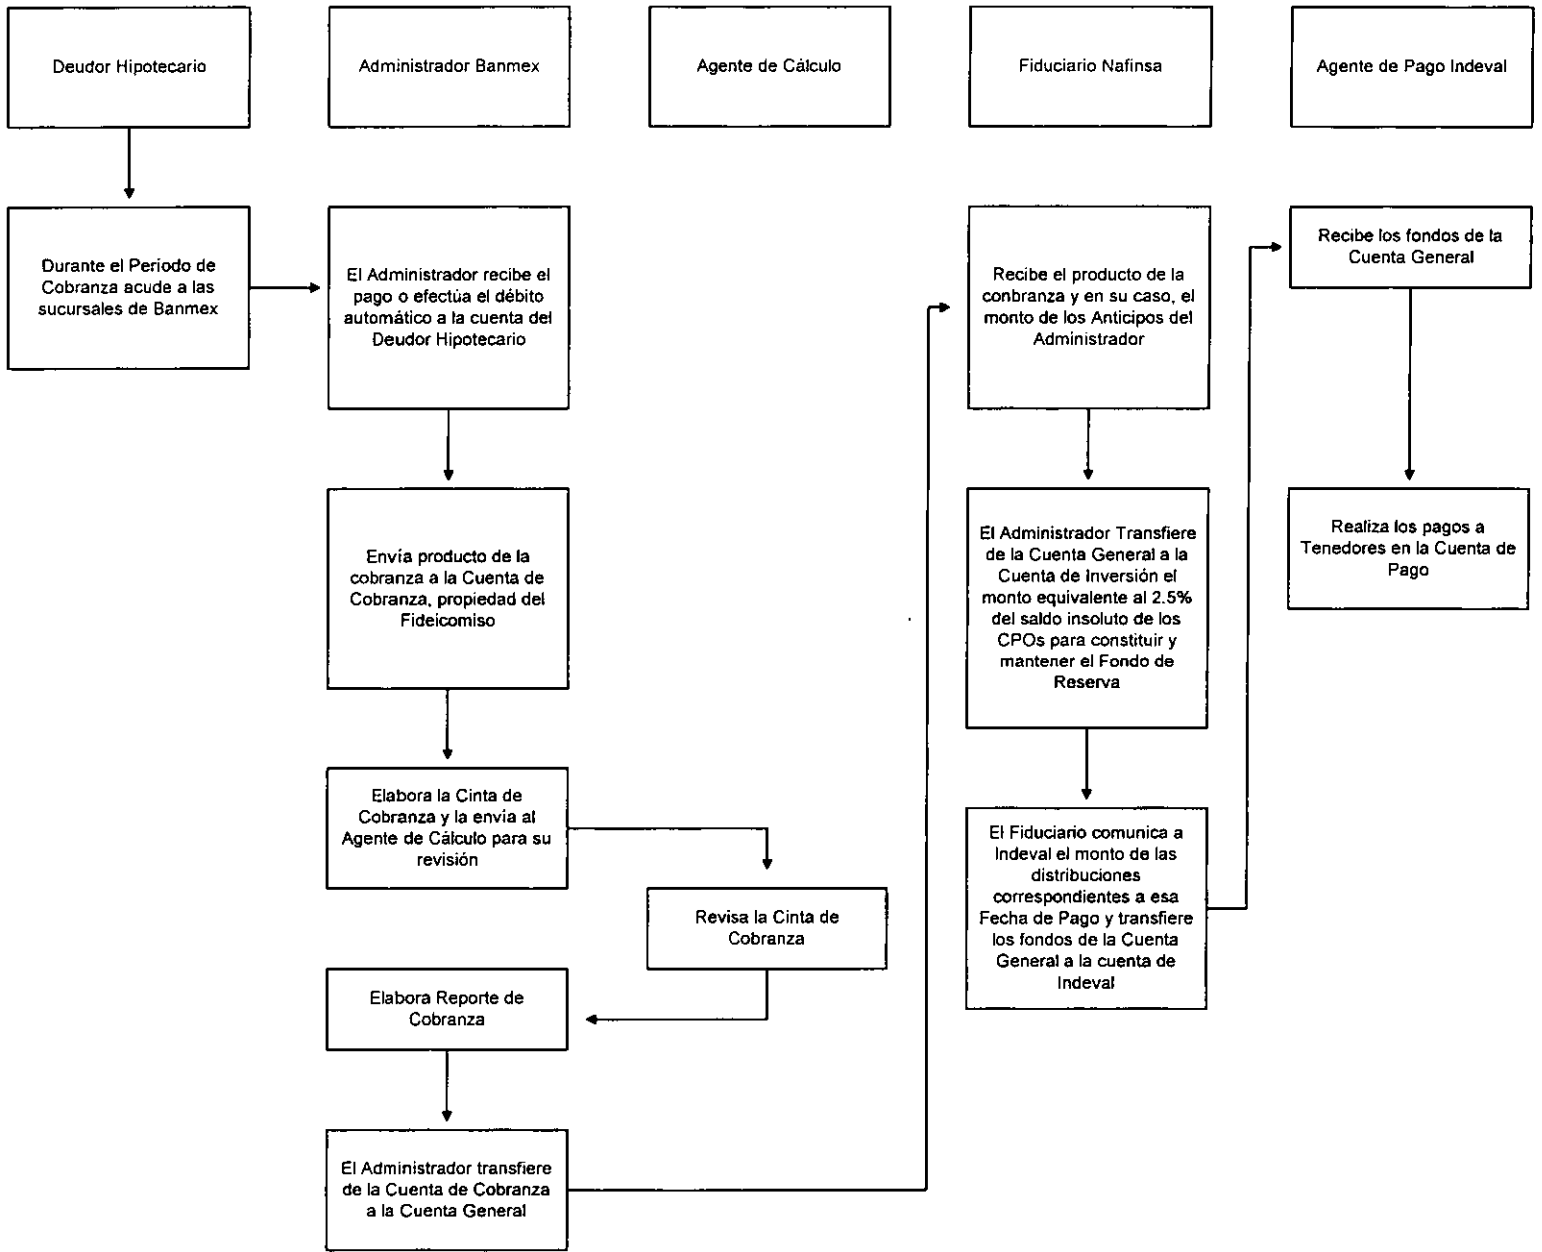 Deudor Hipotecario
Administrador Banmex
Agente de Cálculo
Fiduciario Nafinsa
Agente de Pago Indeval
Durante el Periodo de
Cobranza acude a las
sucursales de Banmex
El Administrador recibe el
pago o efectúa el débito
automático a la cuenta del
Deudor Hipotecario
Envía producto de la
cobranza a la Cuenta de
Cobranza, propiedad del
Fideicomiso
Elabora la Cinta de
Cobranza y la envía al
Agente de Cálculo para su
revisión
Revisa la Cinta de
Cobranza
Elabora Reporte de
Cobranza
El Administrador transfiere
de la Cuenta de Cobranza
a la Cuenta General
Recibe el producto de la
conbranza y en su caso, el
monto de los Anticipos del
Administrador
El Administrador Transfiere
de la Cuenta General a la
Cuenta de Inversión el
monto equivalente al 2.5%
del saldo insoluto de los
CPOs para constituir y
mantener el Fondo de
Reserva
El Fiduciario comunica a
Indeval el monto de las
distribuciones
correspondientes a esa
Fecha de Pago y transfiere
los fondos de la Cuenta
General a la cuenta de
Indeval
Recibe los fondos de la
Cuenta General
Realiza los pagos a
Tenedores en la Cuenta de
Pago